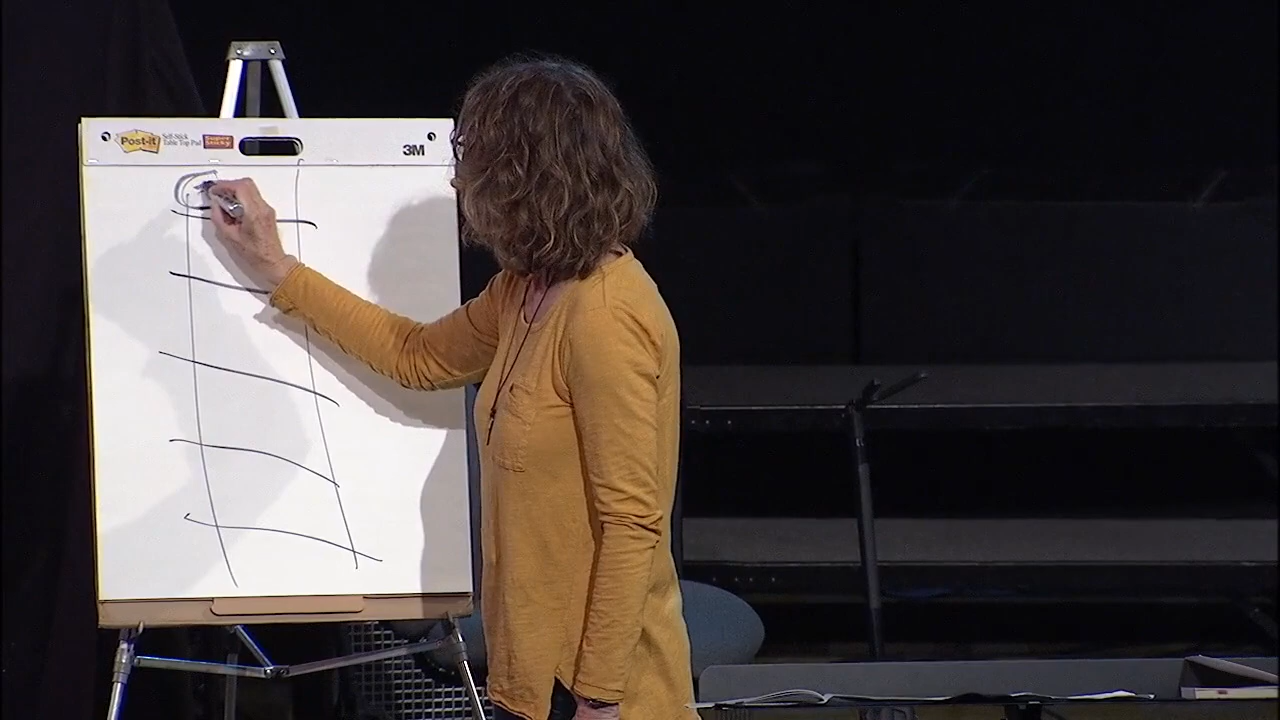 Post-it
Self-Stick
Table Top Pad
Super
Sticky
3M